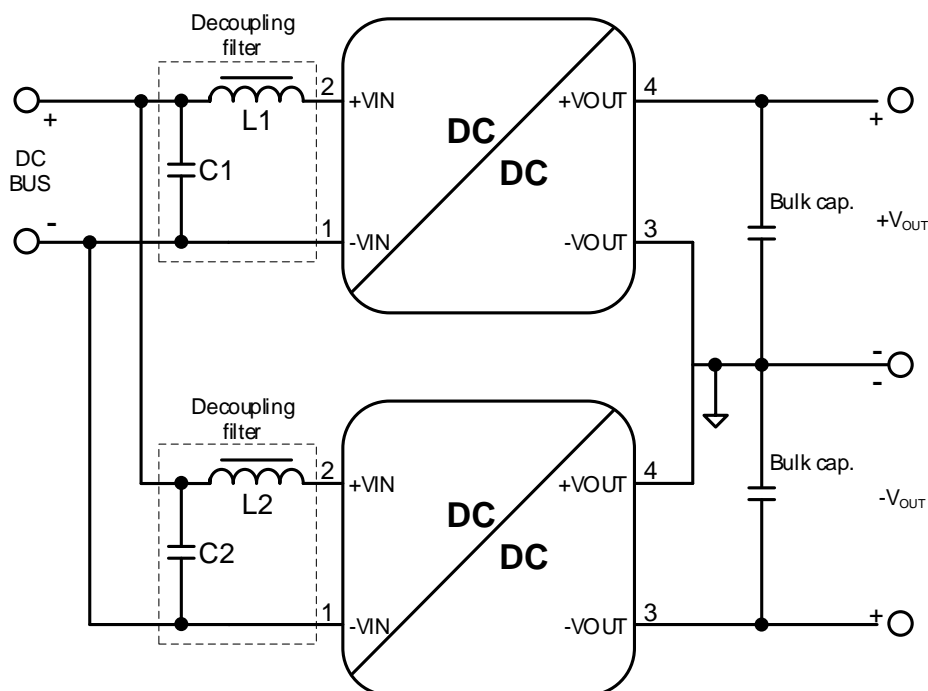 Decoupling
filter
2
+VIN
+VOUT
4
+
L1
DC
+
DC
BUS
C1
DC
Bulk cap.
+VOUT
-
1
-VIN
-VOUT
3
-
-
Decoupling
filter
2
+VIN
+VOUT
4
Bulk cap.
L2
DC
-VOUT
C2
DC
1
-VIN
-VOUT
3
+